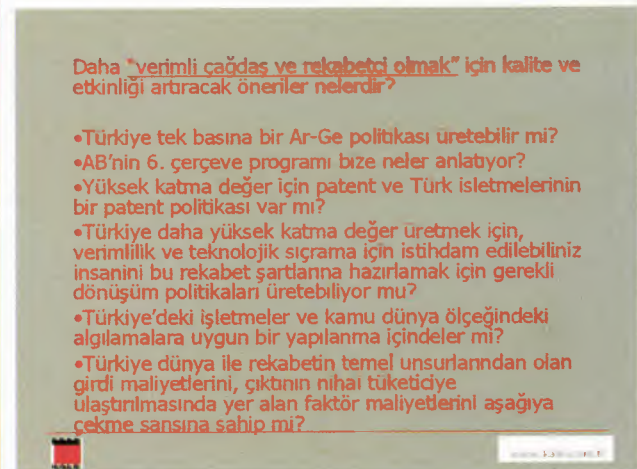 Daha "verimli çağdaş ve rekabetçi olmak" için kalite ve
etkinliği artıracak öneriler nelerdir?
•Türkiye tek basına bir Ar-Ge politikası üretebilir mi?
•AB'nin 6. çerçeve programı bize neler anlatıyor?
•Yüksek katma değer için patent ve Türk isletmelerinin
bir patent politikası var mı?
•Türkiye daha yüksek katma değer üretmek için,
verimlilik ve teknolojik sıçrama için istihdam edilebiliniz
insanini bu rekabet şartlarına hazırlamak için gerekli
dönüşüm politikaları üretebiliyor mu?
•Türkiye'deki işletmeler ve kamu dünya ölçeğindeki
algılamalara uygun bir yapılanma içindeler mi?
•Türkiye dünya ile rekabetin temel unsurlarından olan
girdi maliyetlerini, çıktının nihai tüketiciye
ulaştırılmasında yer alan faktör maliyetlerini aşağıya
çekme sansına sahip mi?